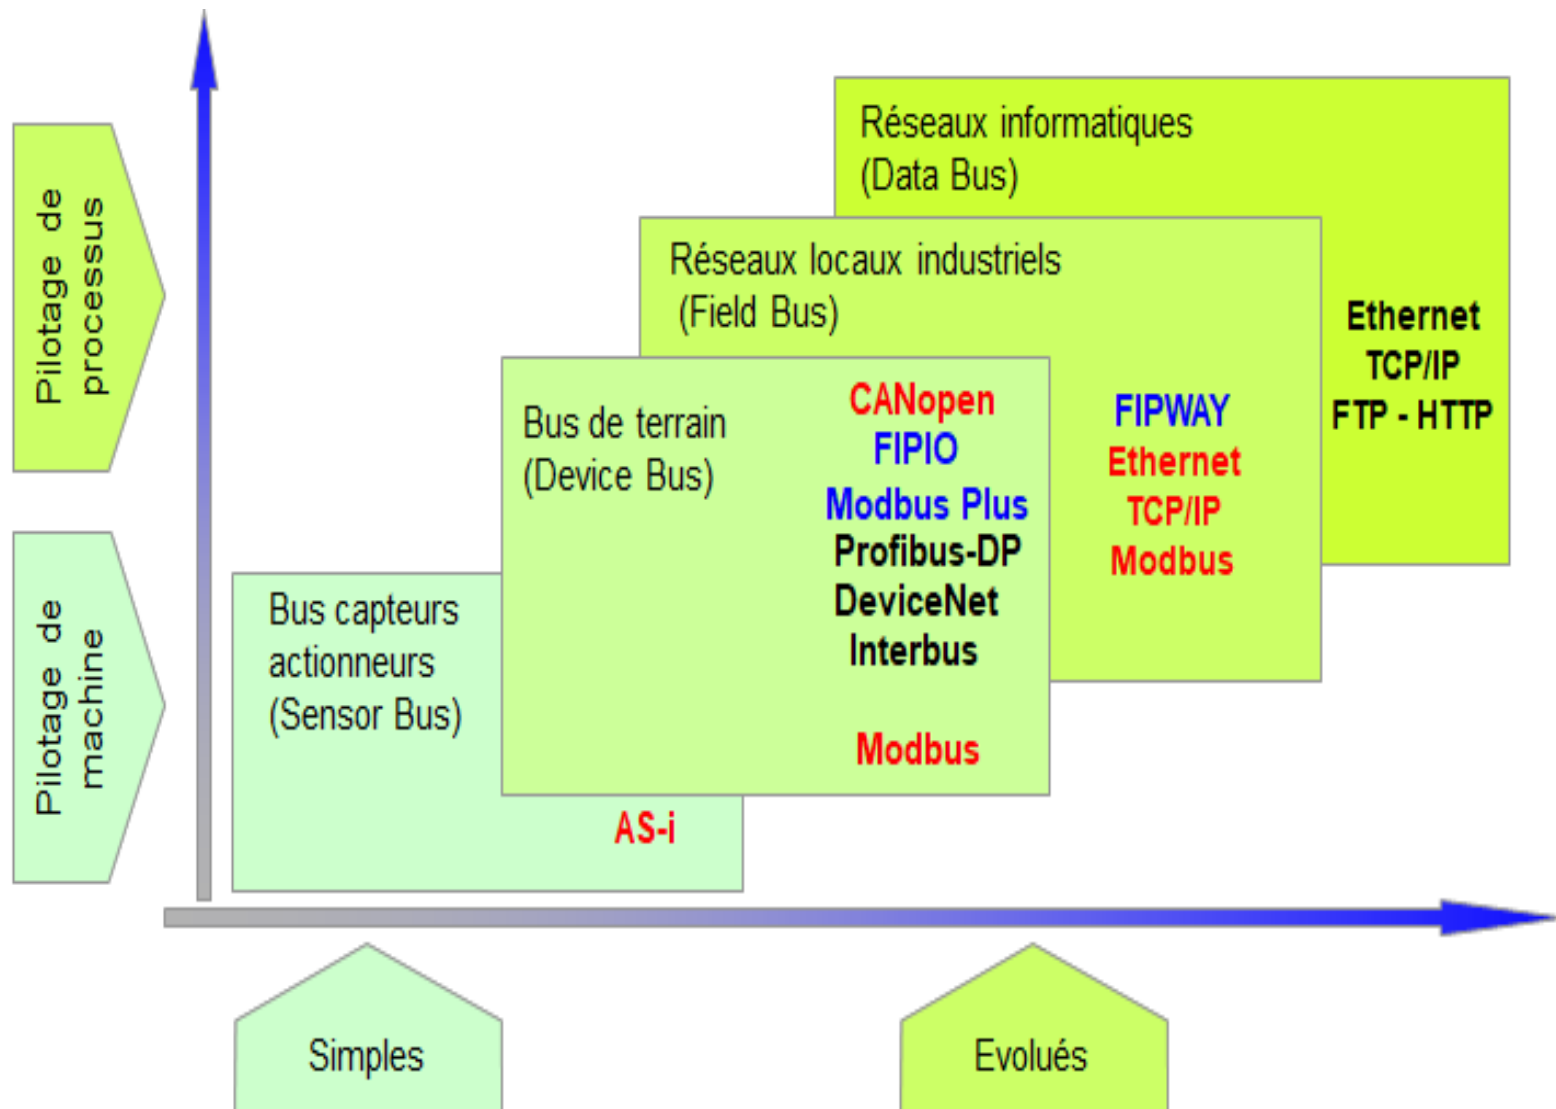 Réseaux informatiques
(Data Bus)
Ethernet
TCP/IP
FTP - HTTP
Réseaux locaux industriels
(Field Bus)
FIPWAY
Ethernet
TCP/IP
Modbus
Bus de terrain
(Device Bus)
CANopen
FIPIO
Modbus Plus
Profibus-DP
DeviceNet
Interbus
Modbus
Bus capteurs
actionneurs
(Sensor Bus)
AS-i
Pilotage de
processus
Pilotage de
machine
Simples
Evolués